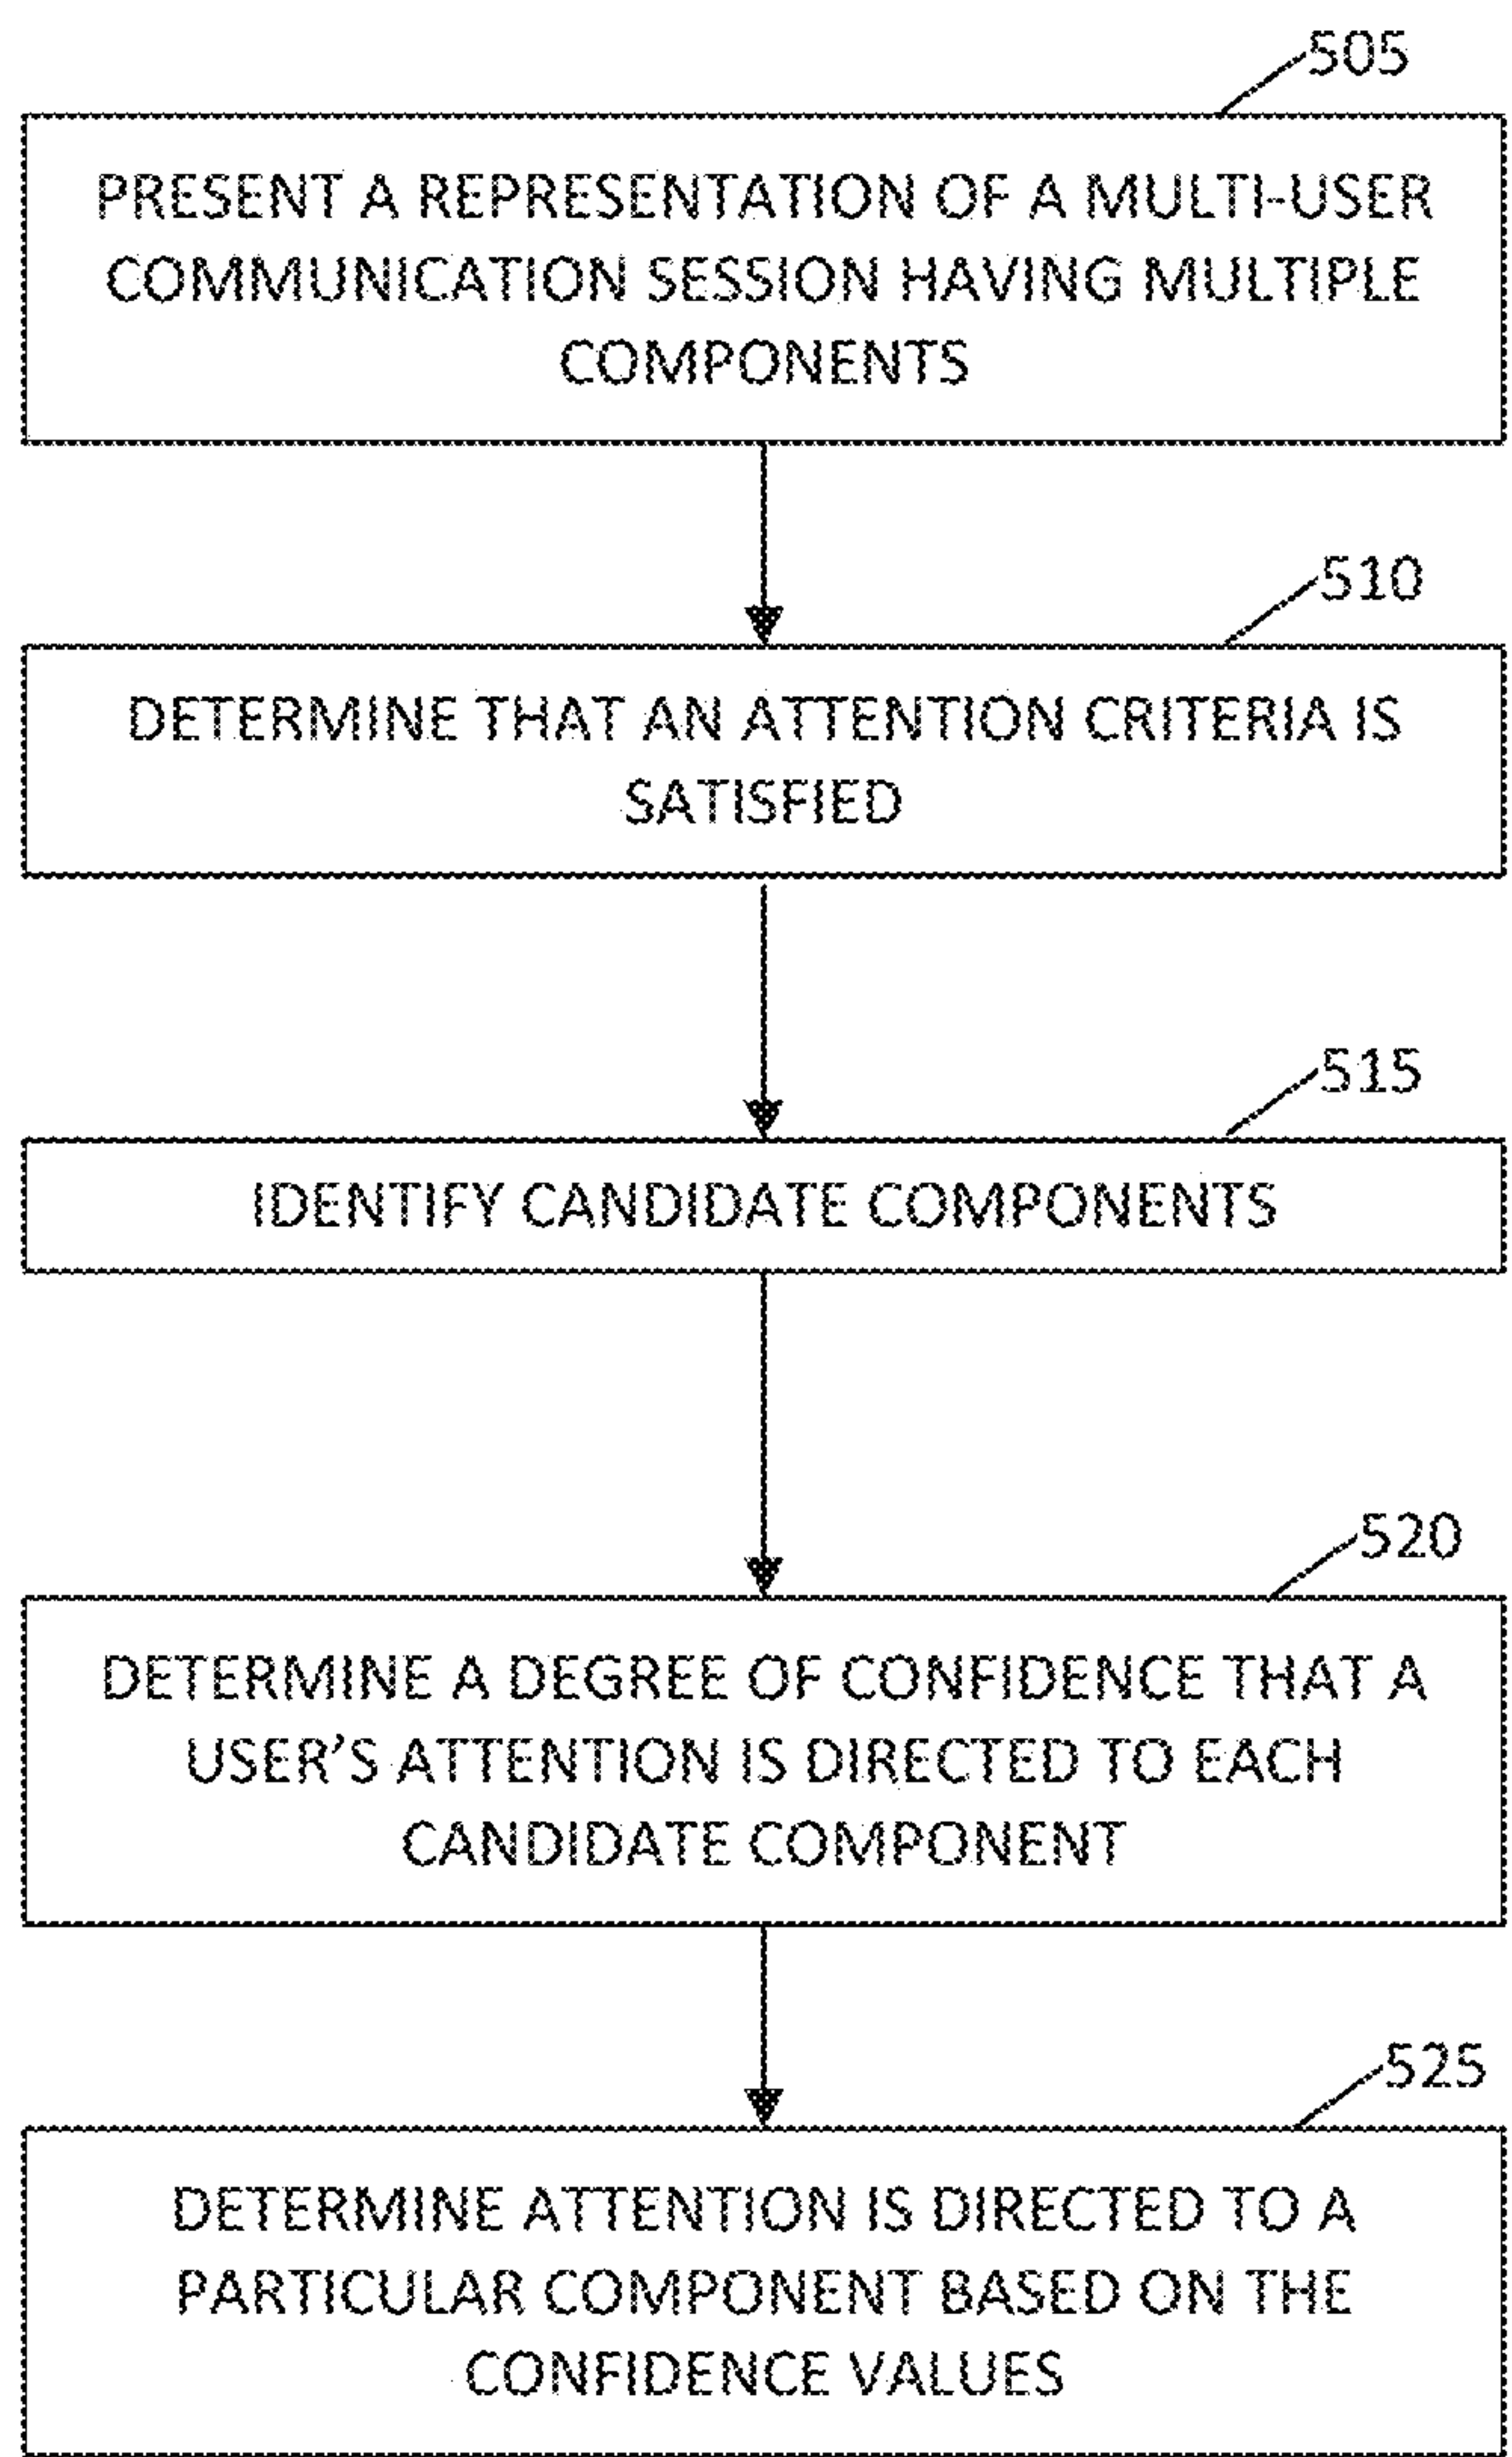 505
PRESENT A REPRESENTATION OF A MULTI-USER
COMMUNICATION SESSION HAVING MULTIPLE
COMPONENTS
510
DETERMINE THAT AN ATTENTION CRITERIA IS
SATISFIED
515
IDENTIFY CANDIDATE COMPONENTS
520
DETERMINE A DEGREE OF CONFIDENCE THAT A
USER'S ATTENTION IS DIRECTED TO EACH
CANDIDATE COMPONENT
525
DETERMINE ATTENTION IS DIRECTED TO A
PARTICULAR COMPONENT BASED ON THE
CONFIDENCE VALUES